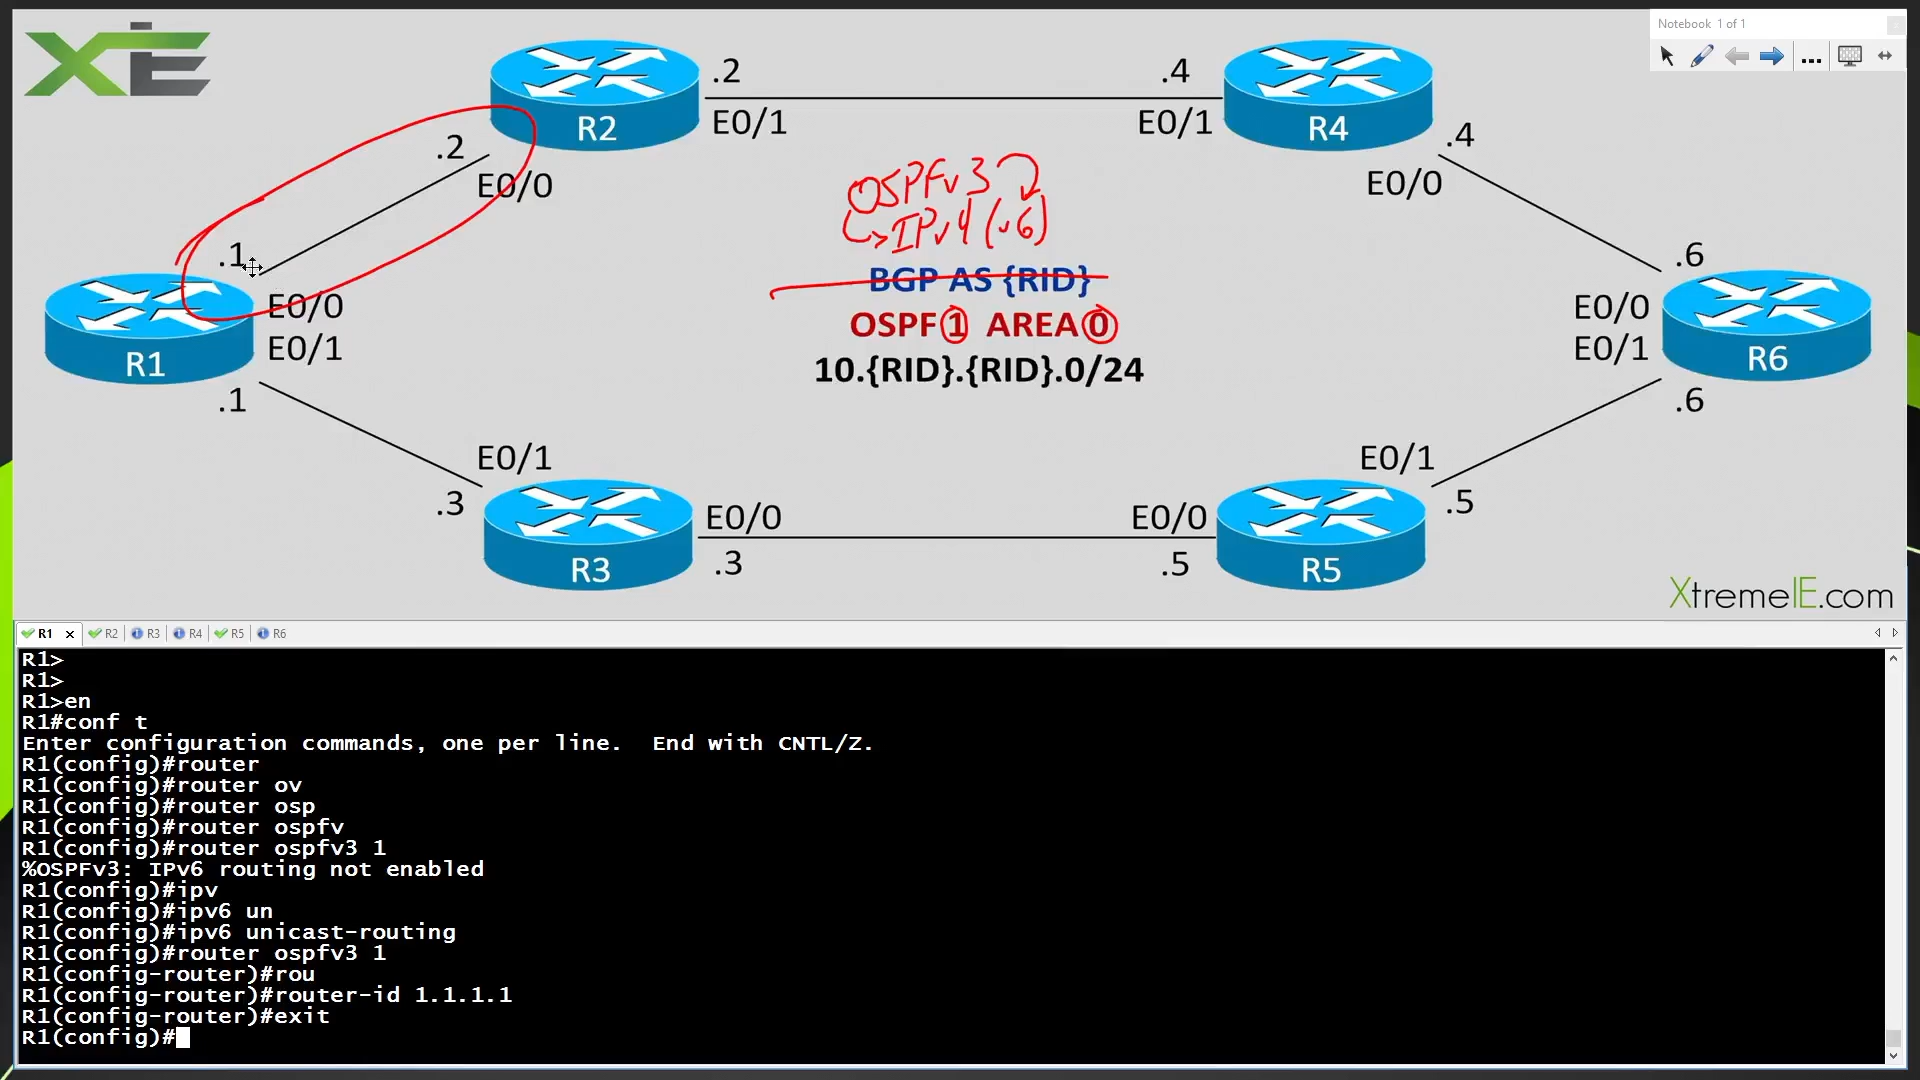 Notebook 1 of 1
XIE
...
.2
.4
R2
E0/1
E0/1
R4
.2
.4
E0/0
E0/0
OSPFv3
IPv4 (v6)
.1
.6
BGP AS {RID}
E0/0
E0/0
OSPF 1 AREA 0
E0/1
E0/1
R1
10.{RID}.{RID}.0/24
R6
.1
.6
E0/1
E0/1
.3
.5
E0/0
E0/0
R3
.3
.5
R5
XtremeIE.com
R1 R2 R3 R4 R5 R6
R1>
R1>
R1>en
R1#conf t
Enter configuration commands, one per line.  End with CNTL/Z.
R1(config)#router
R1(config)#router ov
R1(config)#router osp
R1(config)#router ospfv
R1(config)#router ospfv3 1
%OSPFv3: IPv6 routing not enabled
R1(config)#ipv
R1(config)#ipv6 un
R1(config)#ipv6 unicast-routing
R1(config)#router ospfv3 1
R1(config-router)#rou
R1(config-router)#router-id 1.1.1.1
R1(config-router)#exit
R1(config)#